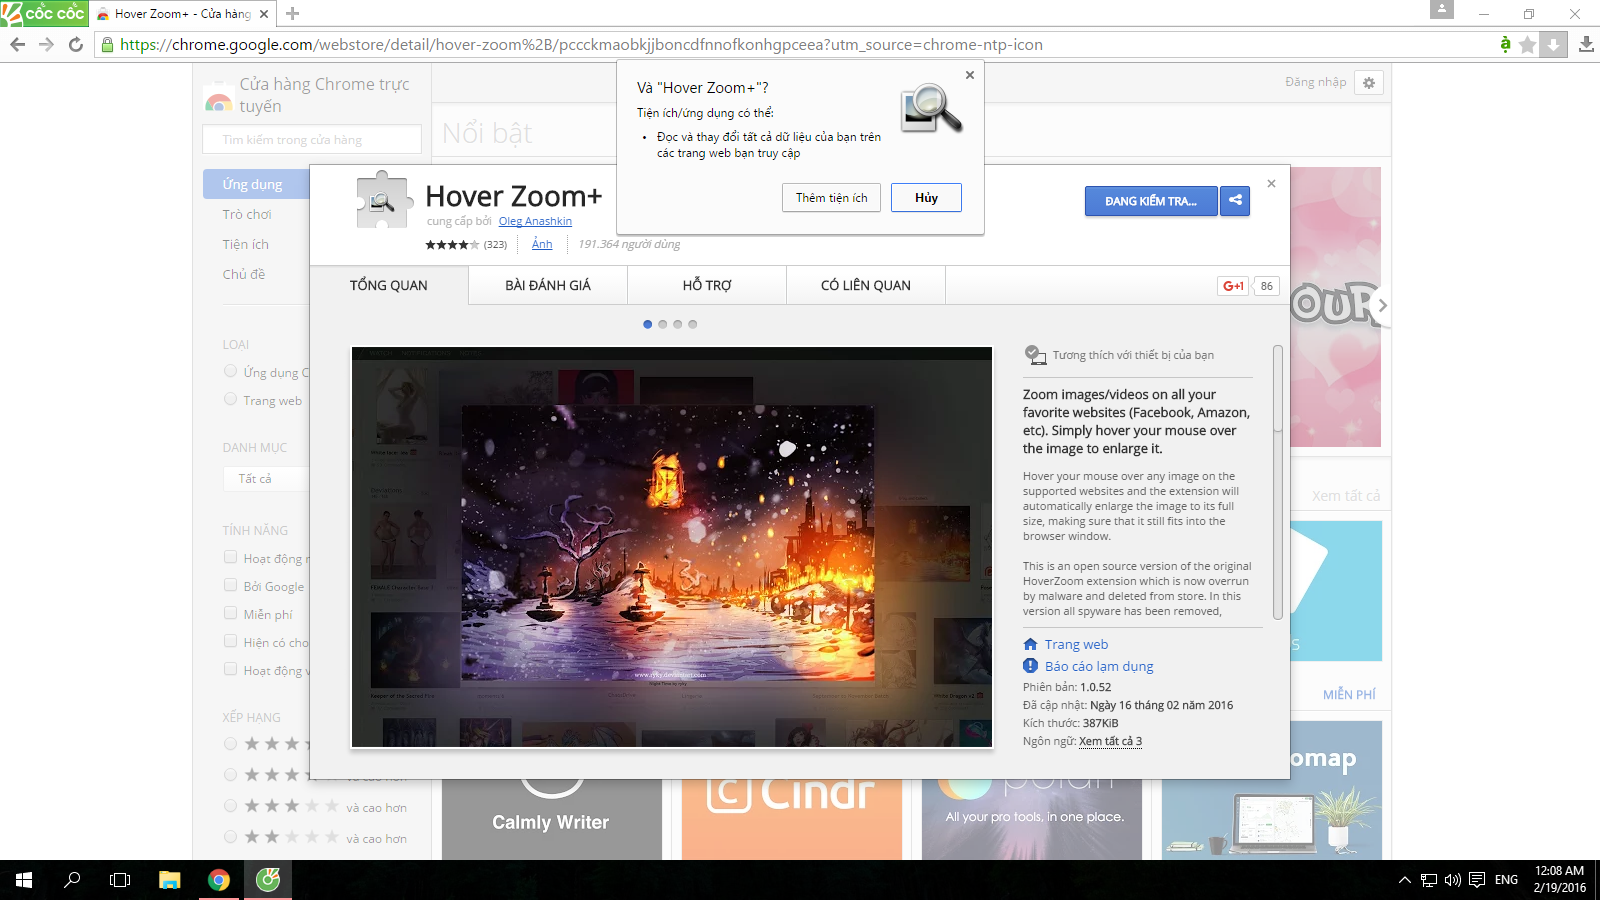 cốc cốc
Hover Zoom+ - Cửa hàng
https://chrome.google.com/webstore/detail/hover-zoom%2B/pccckmaobkjjboncdfnnofkonhgpceea?utm_source=chrome-ntp-icon
Cửa hàng Chrome trực
tuyến
Tìm kiếm trong cửa hàng
Ứng dụng
Trò chơi
Tiện ích
Chủ đề
LOẠI
Ứng dụng C
Trang web
DANH MỤC
Tất cả
TÍNH NĂNG
Hoạt động n
Bởi Google
Miễn phí
Hiện có cho
Hoạt động v
XẾP HẠNG
và cao hơn
và cao hơn
và cao hơn
Nổi bật
Đăng nhập
Và "Hover Zoom+"?
Tiện ích/ứng dụng có thể:
• Đọc và thay đổi tất cả dữ liệu của bạn trên
các trang web bạn truy cập
Thêm tiện ích
Hủy
Hover Zoom+
cung cấp bởi Oleg Anashkin
(323)
Ảnh
191.364 người dùng
ĐANG KIỂM TRA...
TỔNG QUAN
BÀI ĐÁNH GIÁ
HỖ TRỢ
CÓ LIÊN QUAN
G+1
86
Tương thích với thiết bị của bạn
Zoom images/videos on all your
favorite websites (Facebook, Amazon,
etc). Simply hover your mouse over
the image to enlarge it.
Hover your mouse over any image on the
supported websites and the extension will
automatically enlarge the image to its full
size, making sure that it still fits into the
browser window.
This is an open source version of the original
HoverZoom extension which is now overrun
by malware and deleted from store. In this
version all spyware has been removed,
Trang web
Báo cáo lạm dụng
Phiên bản: 1.0.52
Đã cập nhật: Ngày 16 tháng 02 năm 2016
Kích thước: 387KiB
Ngôn ngữ: Xem tất cả 3
OUR
Xem tất cả
S
MIỄN PHÍ
Calmly Writer
Cindr
All your pro tools, in one place.
omap
ENG
12:08 AM
2/19/2016